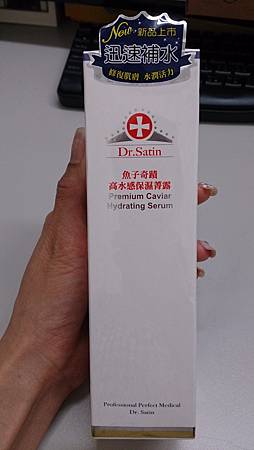 New 新品上市
迅速補水
修復肌膚 水潤活力
Dr.Satin
魚子奇蹟
高水感保濕菁露
Premium Caviar
Hydrating Serum
Professional Perfect Medical
Dr. Satin